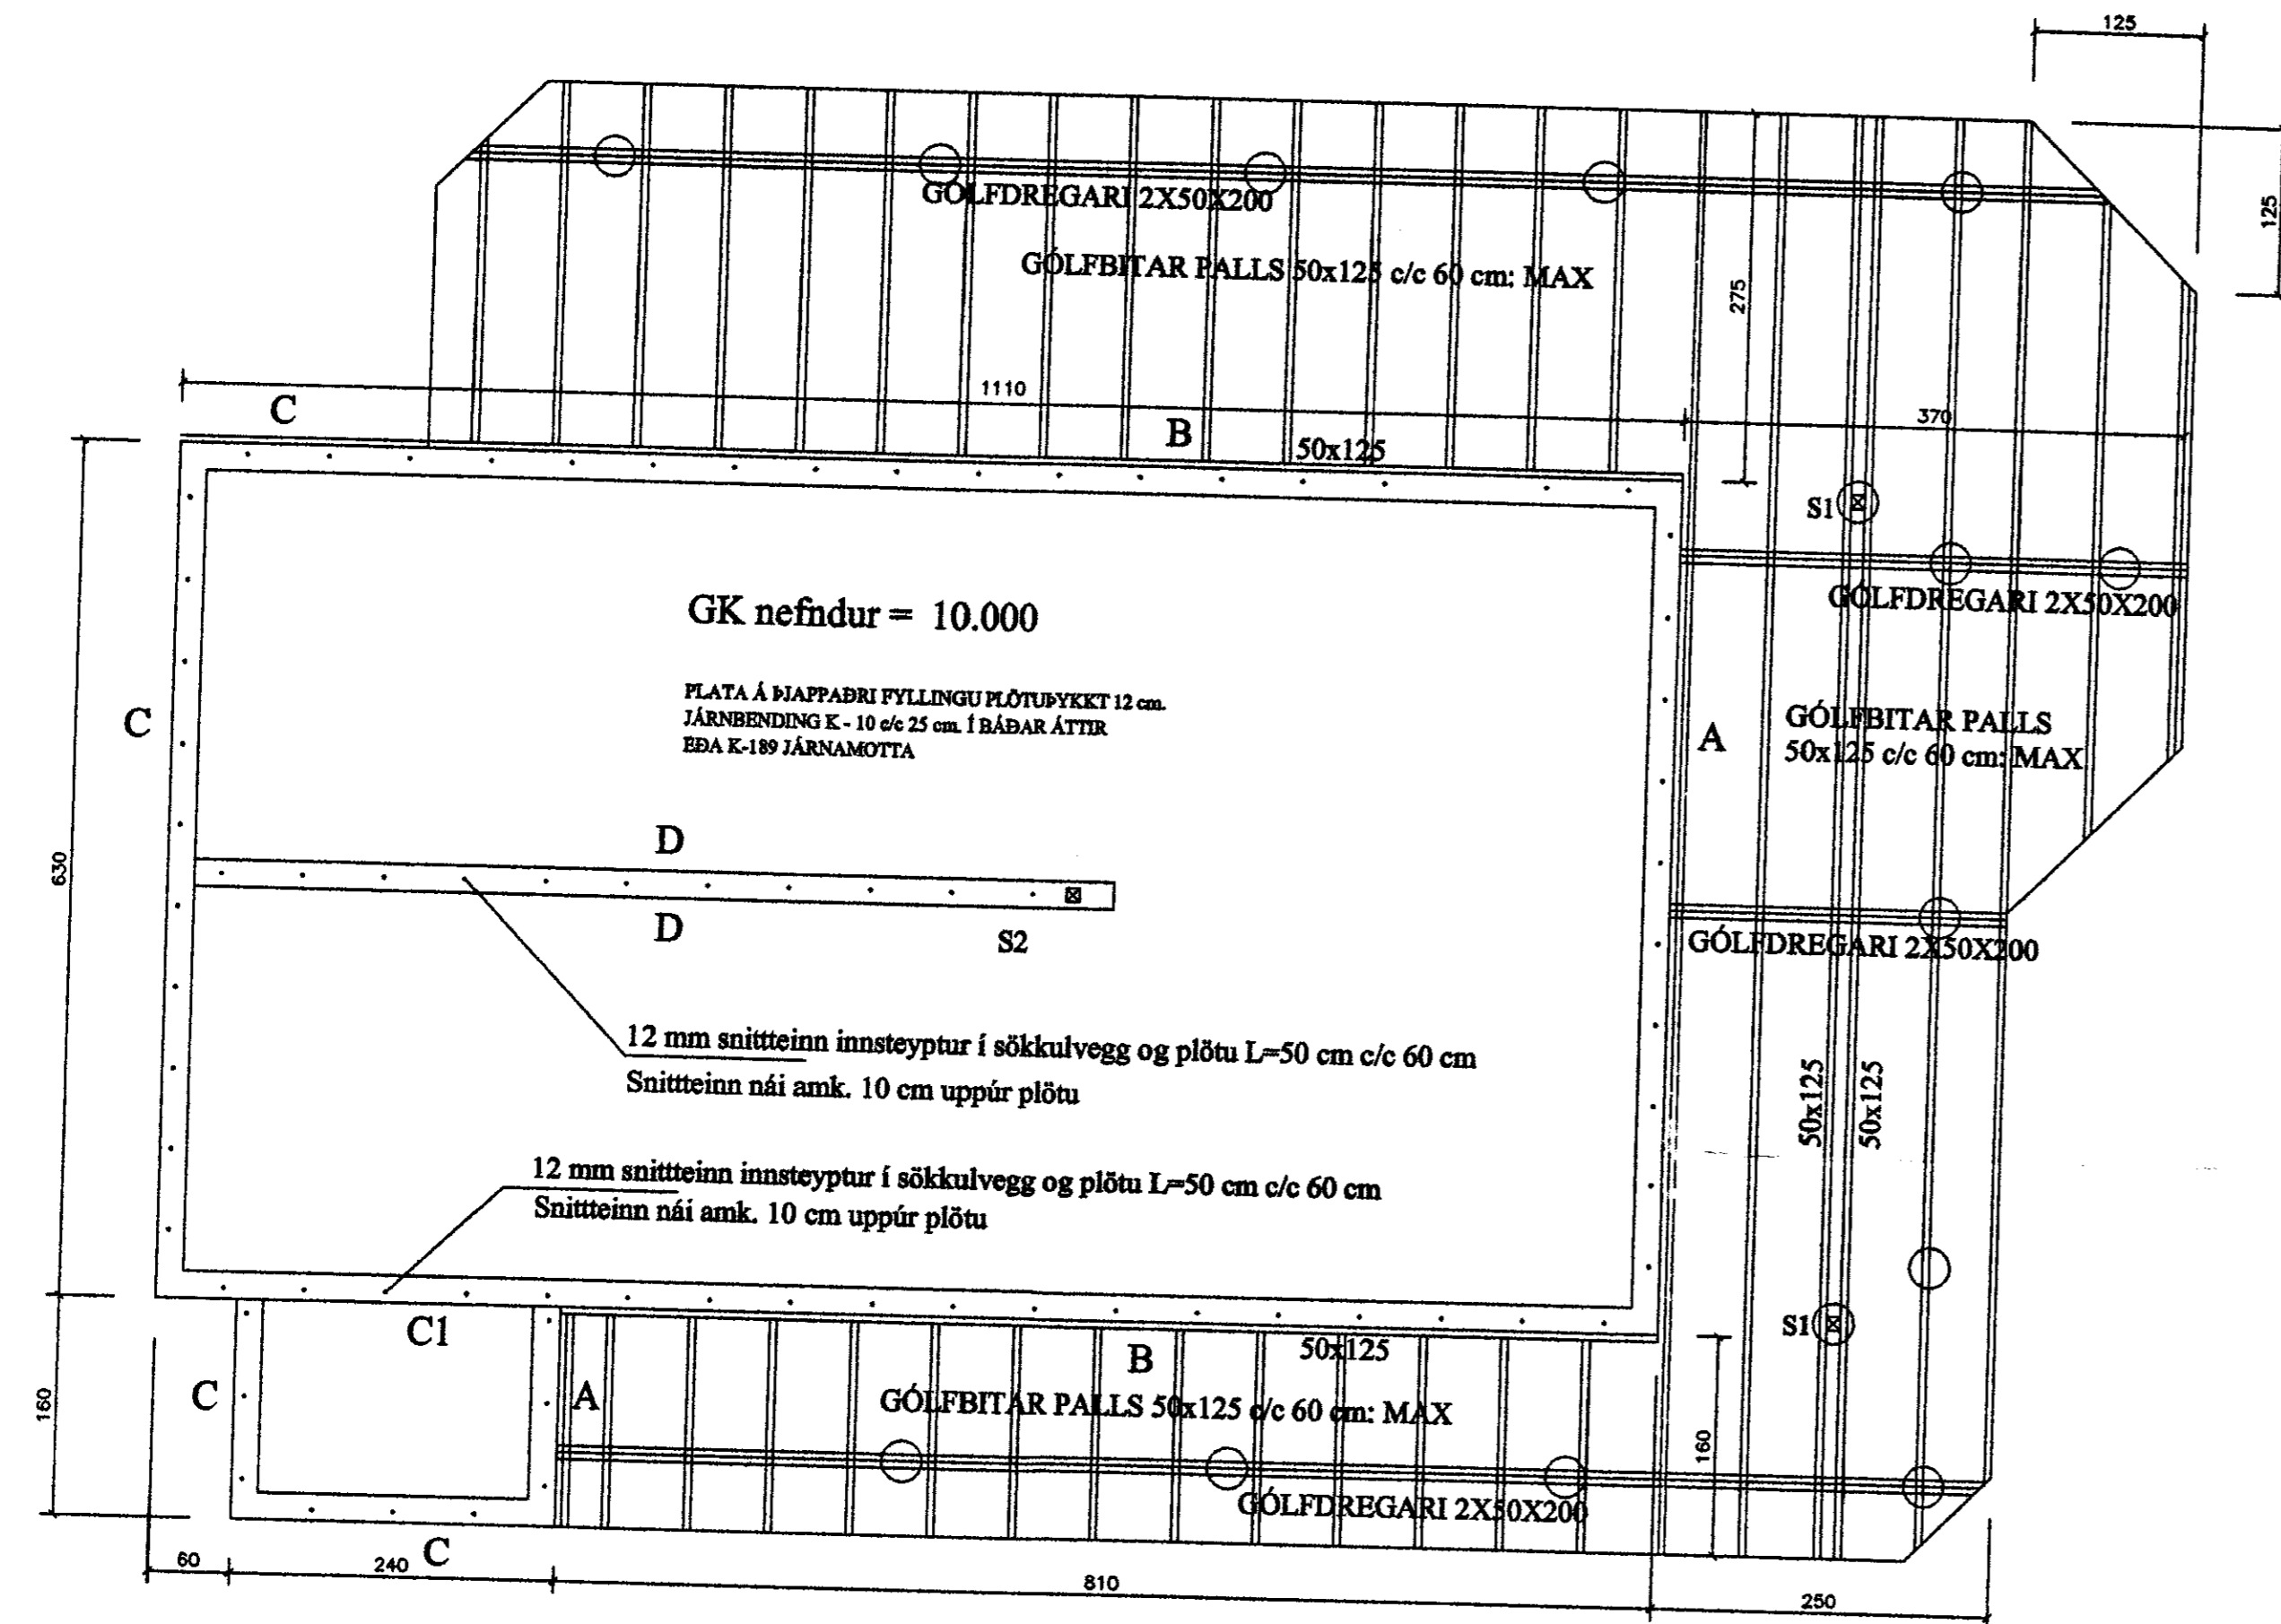 125
125
GÓLFDREGARI 2X50X200
GÓLFBITAR PALLS 50x125 c/c 60 cm: MAX
275
1110
370
C
B
50x125
S1
GÓLFDREGARI 2X50X200
GK nefndur = 10.000
PLATA Á ÞJAPPAÐRI FYLLINGU PLÖTUÞYKKT 12 cm.
JÁRNBENDING K - 10 c/c 25 cm. Í BÁÐAR ÁTTIR
EÐA K-189 JÁRNAMOTTA
C
A
GÓLFBITAR PALLS
50x125 c/c 60 cm: MAX
630
D
D
S2
GÓLFDREGARI 2X50X200
12 mm snittteinn innsteyptur í sökkulvegg og plötu L=50 cm c/c 60 cm
Snittteinn nái amk. 10 cm uppúr plötu
50x125
50x125
12 mm snittteinn innsteyptur í sökkulvegg og plötu L=50 cm c/c 60 cm
Snittteinn nái amk. 10 cm uppúr plötu
C1
S1
B
50x125
C
A
GÓLFBITAR PALLS 50x125 c/c 60 cm: MAX
160
160
GÓLFDREGARI 2X50X200
C
60
240
810
250